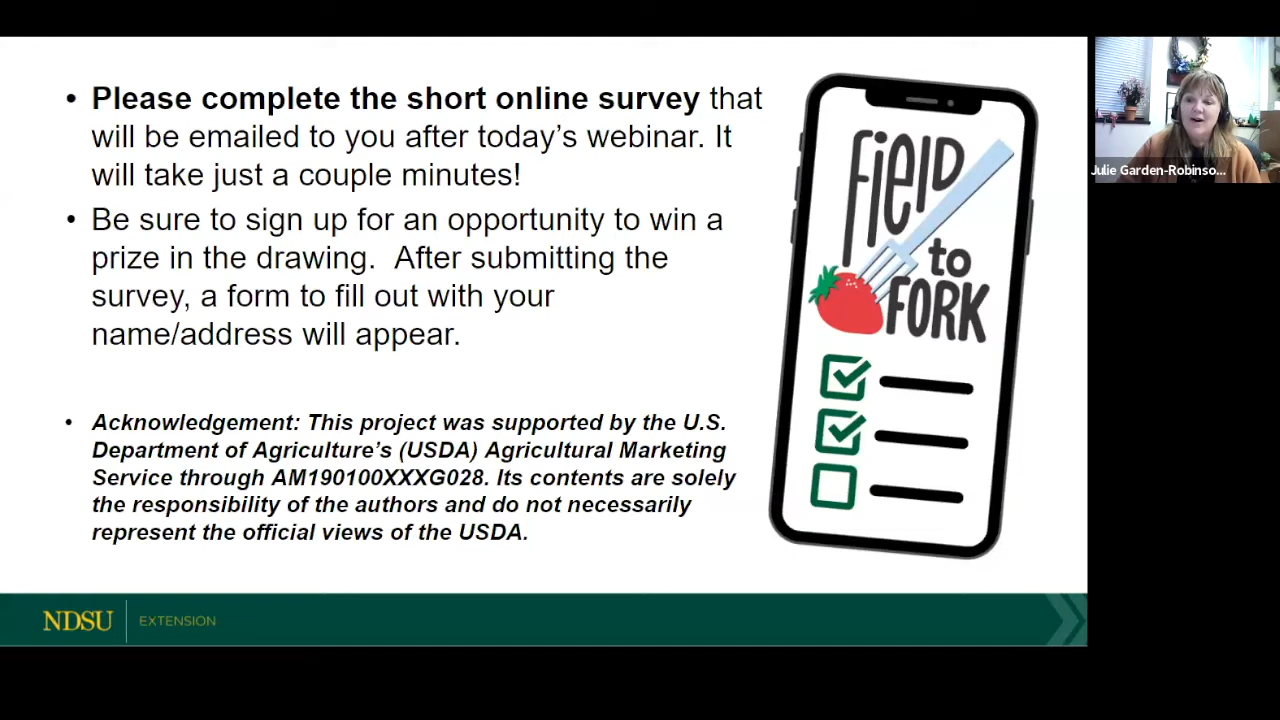 • Please complete the short online survey that
will be emailed to you after today’s webinar. It
will take just a couple minutes!
• Be sure to sign up for an opportunity to win a
prize in the drawing.  After submitting the
survey, a form to fill out with your
name/address will appear.
• Acknowledgement: This project was supported by the U.S.
Department of Agriculture’s (USDA) Agricultural Marketing
Service through AM190100XXXG028. Its contents are solely
the responsibility of the authors and do not necessarily
represent the official views of the USDA.
FIELD
to
FORK
Julie Garden-Robinso...
NDSU EXTENSION